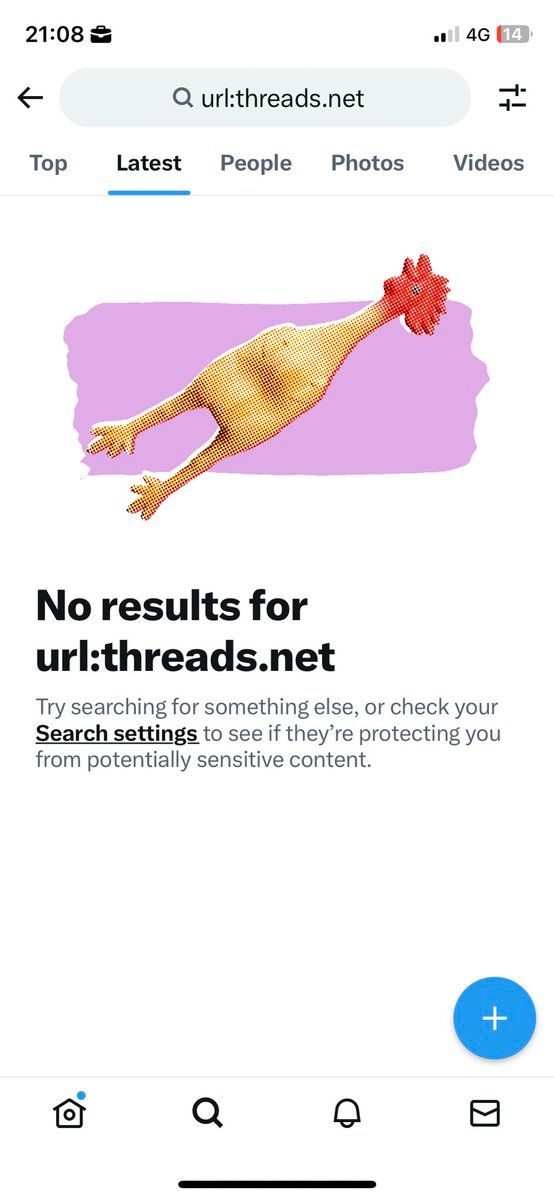 21:08
4G 14
url:threads.net
Top Latest People Photos Videos
No results for
url:threads.net
Try searching for something else, or check your
Search settings to see if they’re protecting you
from potentially sensitive content.